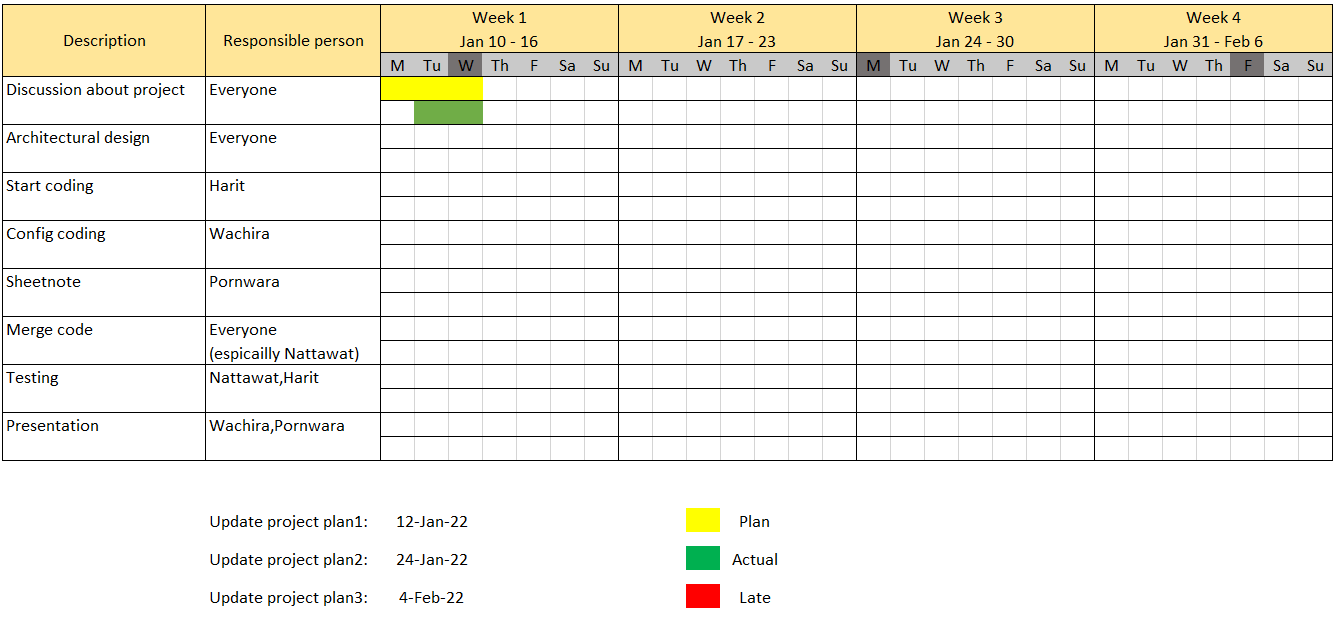 Description Responsible person Week 1 Week 2 Week 3 Week 4
Jan 10 - 16 Jan 17 - 23 Jan 24 - 30 Jan 31 - Feb 6
M Tu W Th F Sa Su M Tu W Th F Sa Su M Tu W Th F Sa Su M Tu W Th F Sa Su
Discussion about project Everyone
Architectural design Everyone
Start coding Harit
Config coding Wachira
Sheetnote Pornwara
Merge code Everyone
(espicailly Nattawat)
Testing Nattawat,Harit
Presentation Wachira,Pornwara
Update project plan1: 12-Jan-22 Plan
Update project plan2: 24-Jan-22 Actual
Update project plan3: 4-Feb-22 Late